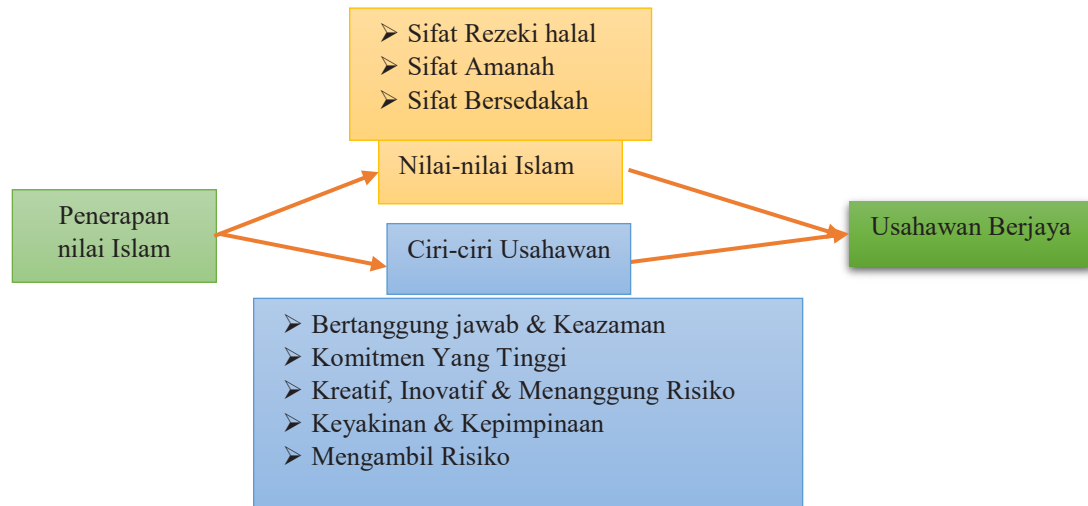 ➢ Sifat Rezeki halal
➢ Sifat Amanah
➢ Sifat Bersedakah
Nilai-nilai Islam
Penerapan
nilai Islam
Usahawan Berjaya
Ciri-ciri Usahawan
➢ Bertanggung jawab & Keazaman
➢ Komitmen Yang Tinggi
➢ Kreatif, Inovatif & Menanggung Risiko
➢ Keyakinan & Kepimpinaan
➢ Mengambil Risiko